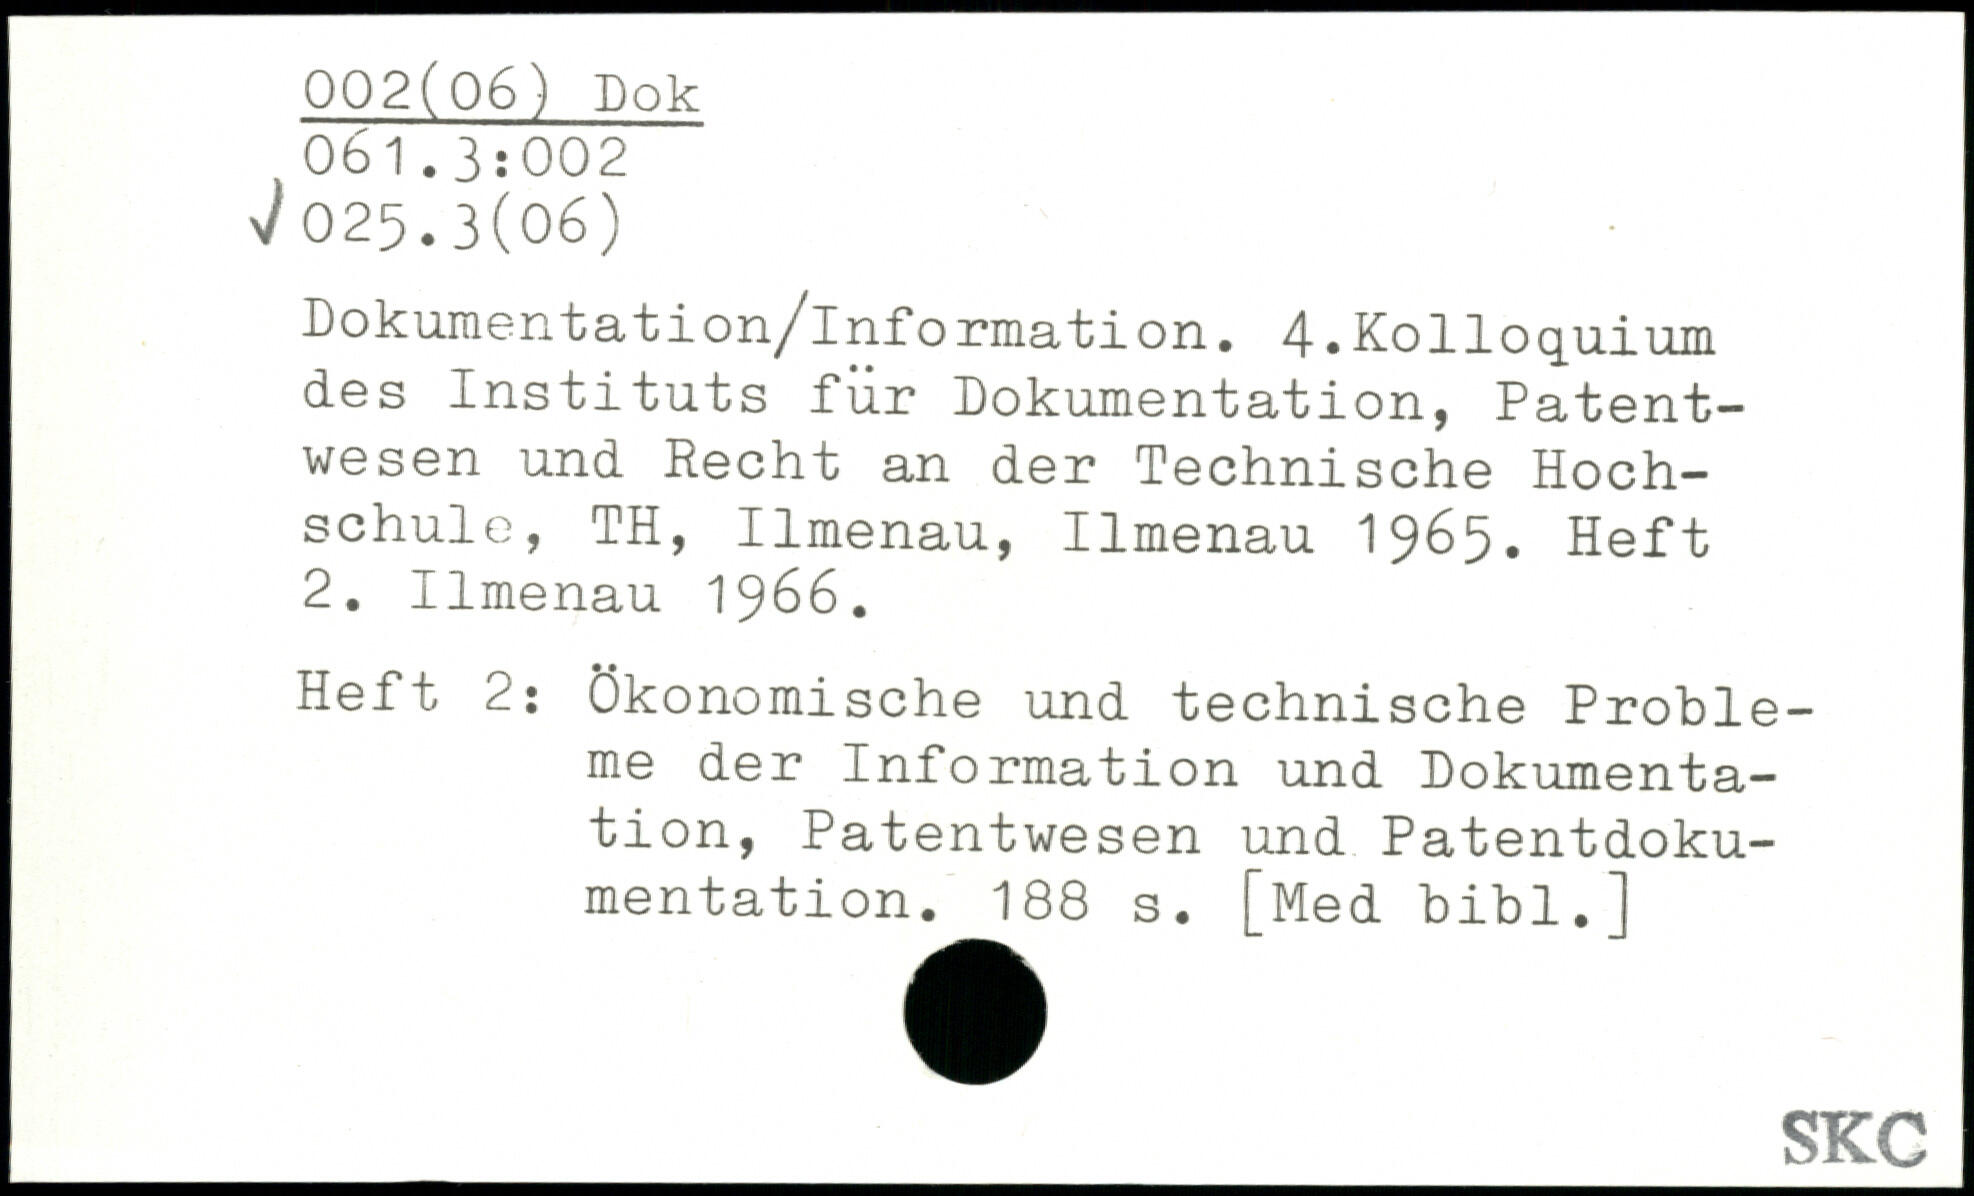 002(06) Dok
061.3:002
✓ 025.3(06)
Dokumentation/Information. 4.Kolloquium
des Instituts für Dokumentation, Patent-
wesen und Recht an der Technische Hoch-
schule, TH, Ilmenau, Ilmenau 1965. Heft
2. Ilmenau 1966.
Heft 2: Ökonomische und technische Proble-
me der Information und Dokumenta-
tion, Patentwesen und Patentdoku-
mentation. 188 s. [Med bibl.]
SKC